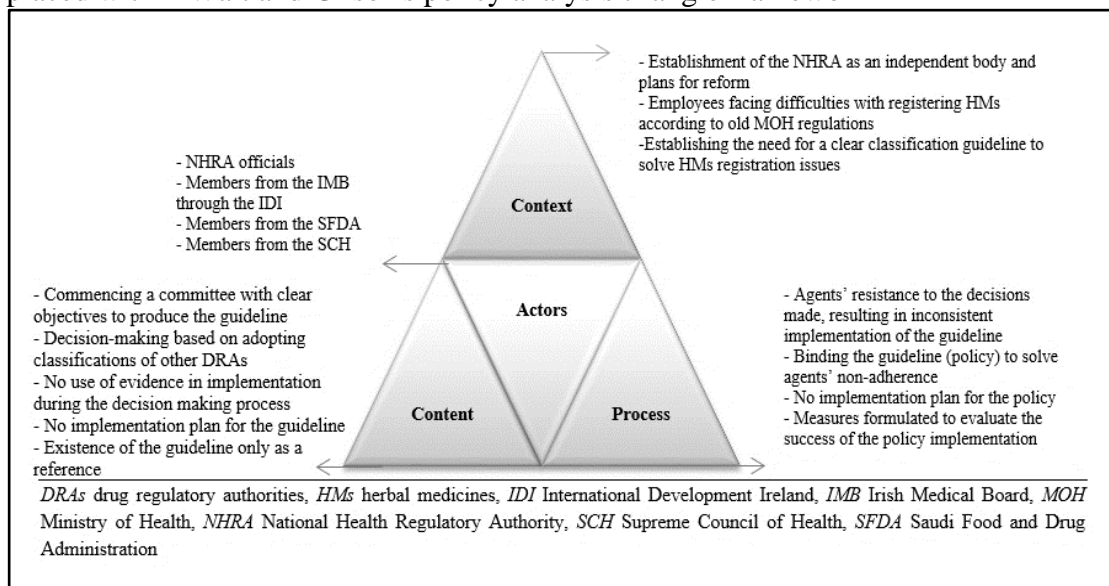 - Establishment of the NHRA as an independent body and
plans for reform
- Employees facing difficulties with registering HMs
according to old MOH regulations
-Establishing the need for a clear classification guideline to
solve HMs registration issues
- NHRA officials
- Members from the IMB
through the IDI
- Members from the SFDA
- Members from the SCH
Context
- Commencing a committee with clear
objectives to produce the guideline
- Decision-making based on adopting
classifications of other DRAs
- No use of evidence in implementation
during the decision making process
- No implementation plan for the guideline
- Existence of the guideline only as a
reference
Actors
Content
Process
- Agents' resistance to the decisions
made, resulting in inconsistent
implementation of the guideline
- Binding the guideline (policy) to solve
agents' non-adherence
- No implementation plan for the policy
- Measures formulated to evaluate the
success of the policy implementation
DRAs drug regulatory authorities, HMs herbal medicines, IDI International Development Ireland, IMB Irish Medical Board, MOH
Ministry of Health, NHRA National Health Regulatory Authority, SCH Supreme Council of Health, SFDA Saudi Food and Drug
Administration